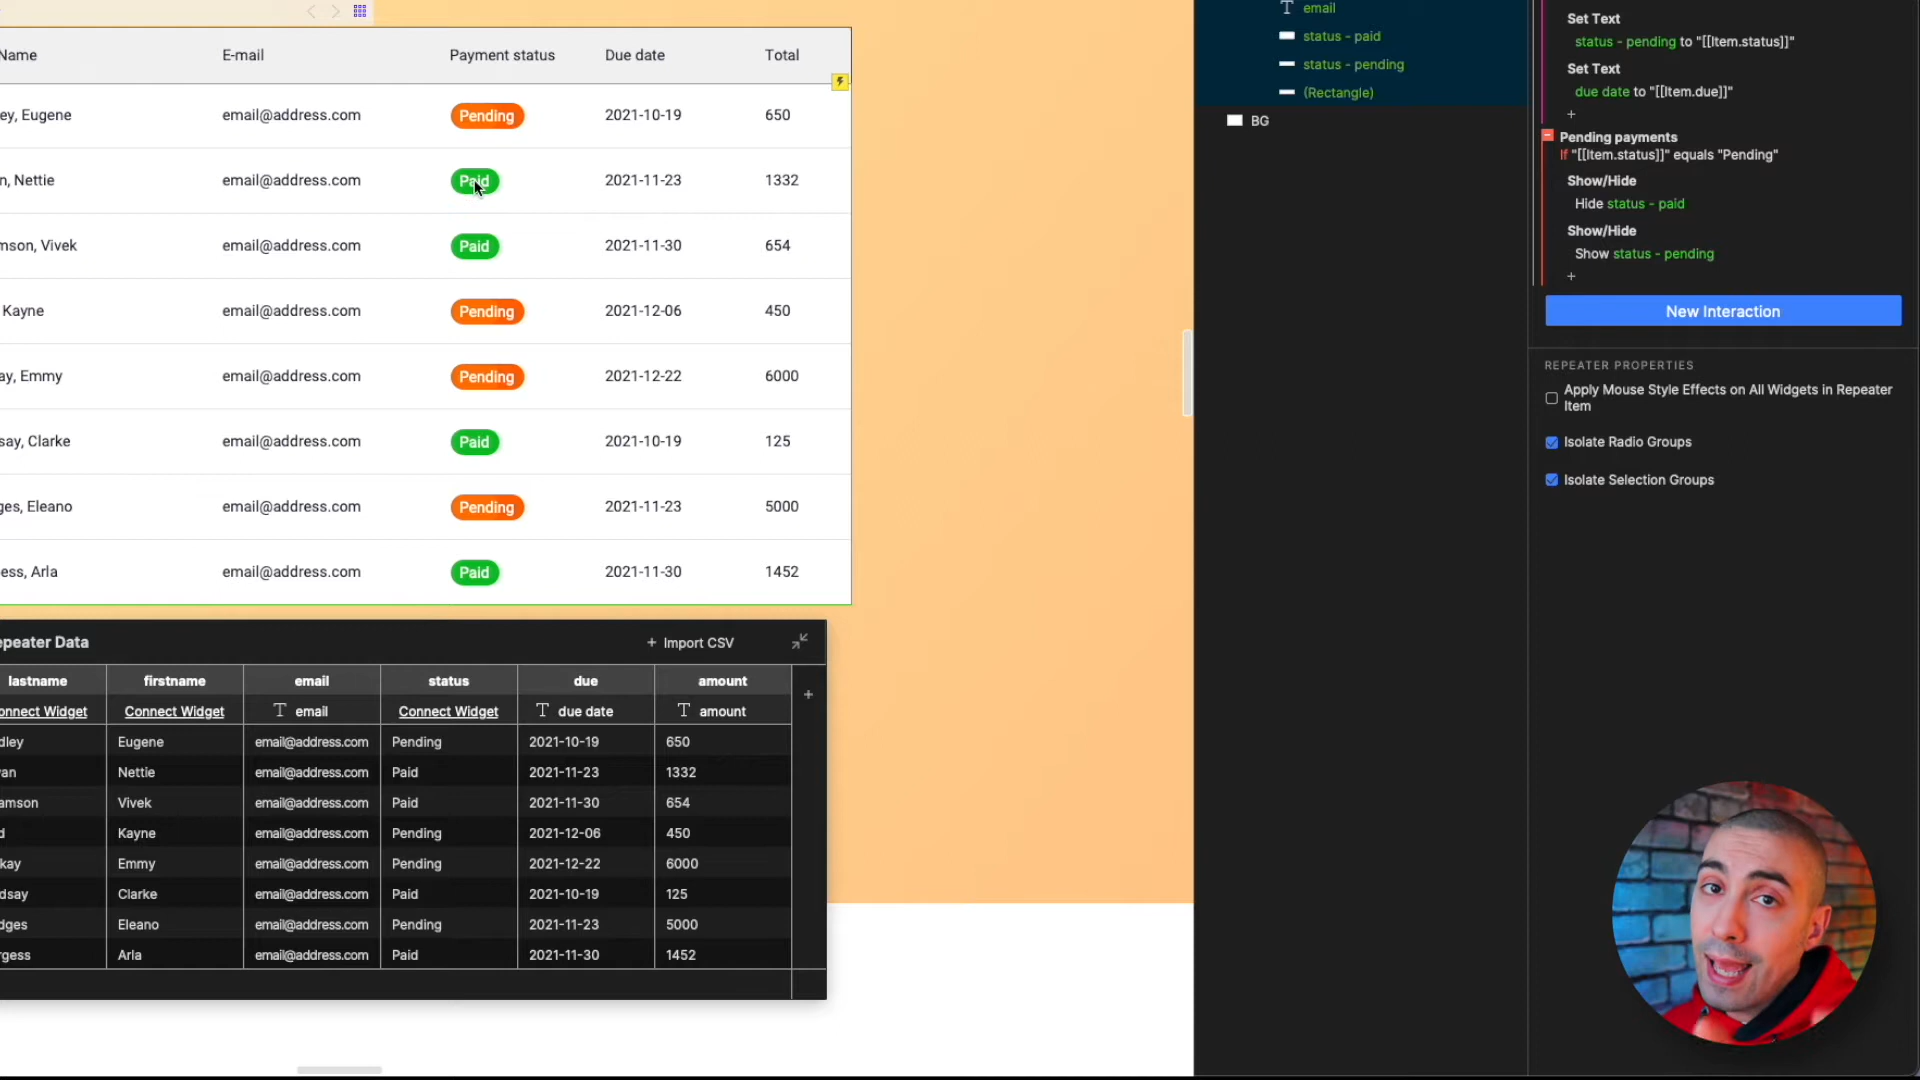 Name E-mail Payment status Due date Total
ey, Eugene email@address.com Pending 2021-10-19 650
n, Nettie email@address.com Paid 2021-11-23 1332
mson, Vivek email@address.com Paid 2021-11-30 654
Kayne email@address.com Pending 2021-12-06 450
ay, Emmy email@address.com Pending 2021-12-22 6000
say, Clarke email@address.com Paid 2021-10-19 125
ges, Eleano email@address.com Pending 2021-11-23 5000
ess, Arla email@address.com Paid 2021-11-30 1452
epeater Data + Import CSV
lastname firstname email status due amount +
onnect Widget Connect Widget T email Connect Widget T due date T amount
dley Eugene email@address.com Pending 2021-10-19 650
an Nettie email@address.com Paid 2021-11-23 1332
amson Vivek email@address.com Paid 2021-11-30 654
d Kayne email@address.com Pending 2021-12-06 450
kay Emmy email@address.com Pending 2021-12-22 6000
dsay Clarke email@address.com Paid 2021-10-19 125
dges Eleano email@address.com Pending 2021-11-23 5000
rgess Arla email@address.com Paid 2021-11-30 1452
T email
status - paid
status - pending
(Rectangle)
BG
Set Text
status - pending to "[[Item.status]]"
Set Text
due date to "[[Item.due]]"
+
Pending payments
If "[[Item.status]]" equals "Pending"
Show/Hide
Hide status - paid
Show/Hide
Show status - pending
+
New Interaction
REPEATER PROPERTIES
Apply Mouse Style Effects on All Widgets in Repeater
Item
Isolate Radio Groups
Isolate Selection Groups